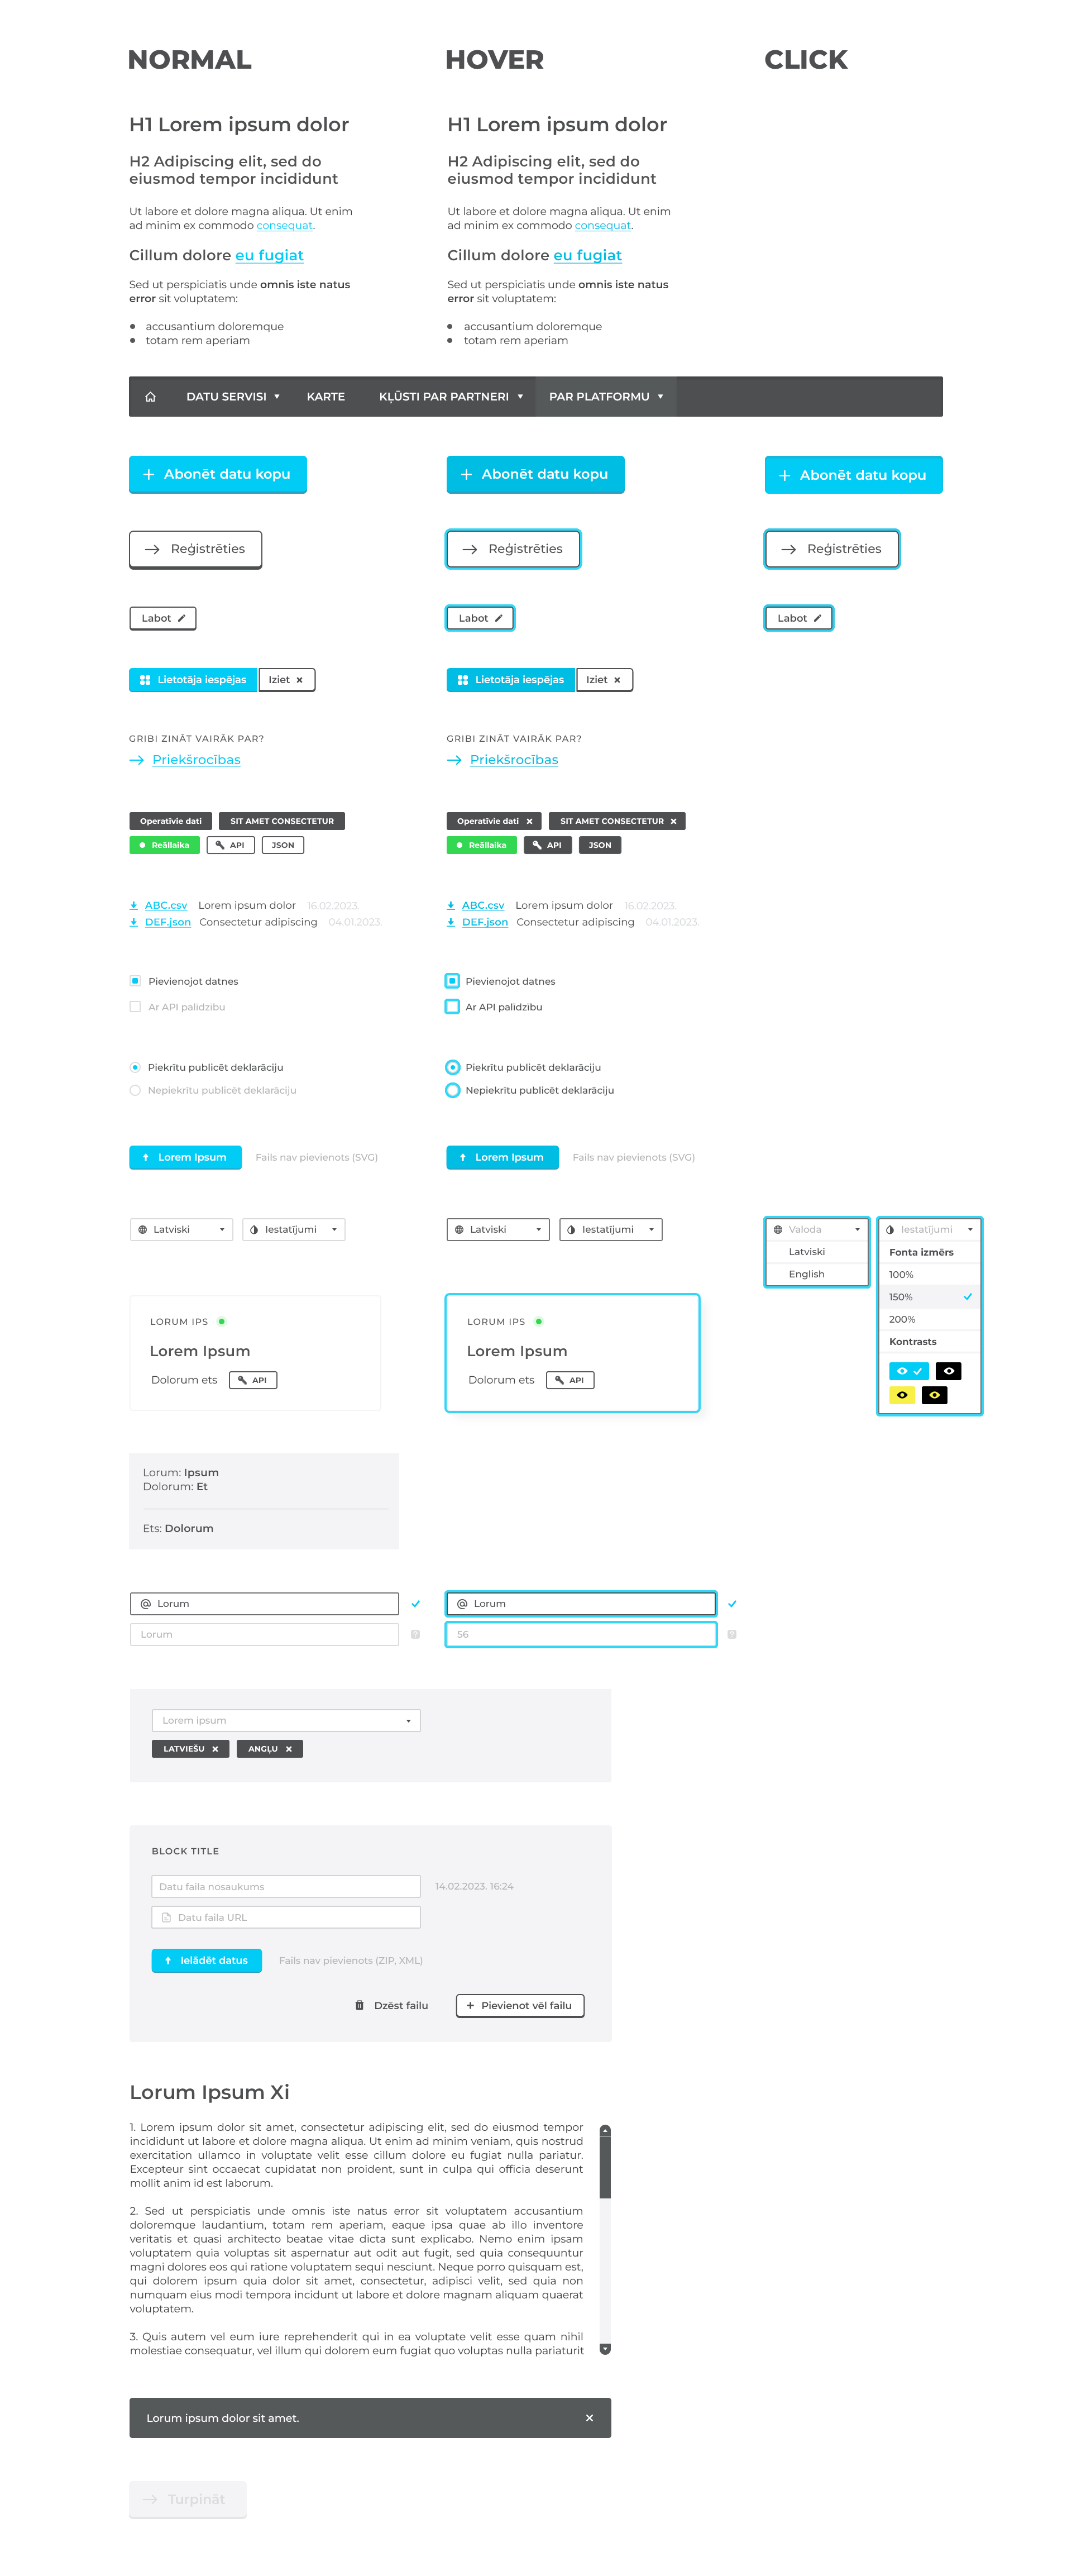 NORMAL HOVER CLICK
H1 Lorem ipsum dolor H1 Lorem ipsum dolor
H2 Adipiscing elit, sed do H2 Adipiscing elit, sed do
eiusmod tempor incididunt eiusmod tempor incididunt
Ut labore et dolore magna aliqua. Ut enim Ut labore et dolore magna aliqua. Ut enim
ad minim ex commodo consequat. ad minim ex commodo consequat.
Cillum dolore eu fugiat Cillum dolore eu fugiat
Sed ut perspiciatis unde omnis iste natus Sed ut perspiciatis unde omnis iste natus
error sit voluptatem: error sit voluptatem:
• accusantium doloremque • accusantium doloremque
• totam rem aperiam • totam rem aperiam
DATU SERVISI KARTE KĻŪSTI PAR PARTNERI PAR PLATFORMU
Abonēt datu kopu Abonēt datu kopu Abonēt datu kopu
Reģistrēties Reģistrēties Reģistrēties
Labot Labot Labot
Lietotāja iespējas Iziet Lietotāja iespējas Iziet
GRIBI ZINĀT VAIRĀK PAR? GRIBI ZINĀT VAIRĀK PAR?
Priekšrocības Priekšrocības
Operatīvie dati SIT AMET CONSECTETUR Operatīvie dati SIT AMET CONSECTETUR
Reāllaika API JSON Reāllaika API JSON
ABC.csv Lorem ipsum dolor 16.02.2023. ABC.csv Lorem ipsum dolor 16.02.2023.
DEF.json Consectetur adipiscing 04.01.2023. DEF.json Consectetur adipiscing 04.01.2023.
Pievienojot datnes Pievienojot datnes
Ar API palīdzību Ar API palīdzību
Piekrītu publicēt deklarāciju Piekrītu publicēt deklarāciju
Nepiekrītu publicēt deklarāciju Nepiekrītu publicēt deklarāciju
Lorem Ipsum Fails nav pievienots (SVG) Lorem Ipsum Fails nav pievienots (SVG)
Latviski Iestatījumi Latviski Iestatījumi Valoda Iestatījumi
Latviski Fonta izmērs
English 100%
150%
200%
Kontrasts
LORUM IPS LORUM IPS
Lorem Ipsum Lorem Ipsum
Dolorum ets API Dolorum ets API
Lorum: Ipsum
Dolorum: Et
Ets: Dolorum
@ Lorum @ Lorum
Lorum ? 56 ?
Lorem ipsum
LATVIEŠU ANGĻU
BLOCK TITLE
Datu faila nosaukums 14.02.2023. 16:24
Datu faila URL
Ielādēt datus Fails nav pievienots (ZIP, XML)
Dzēst failu Pievienot vēl failu
Lorum Ipsum Xi
1. Lorem ipsum dolor sit amet, consectetur adipiscing elit, sed do eiusmod tempor
incididunt ut labore et dolore magna aliqua. Ut enim ad minim veniam, quis nostrud
exercitation ullamco in voluptate velit esse cillum dolore eu fugiat nulla pariatur.
Excepteur sint occaecat cupidatat non proident, sunt in culpa qui officia deserunt
mollit anim id est laborum.
2. Sed ut perspiciatis unde omnis iste natus error sit voluptatem accusantium
doloremque laudantium, totam rem aperiam, eaque ipsa quae ab illo inventore
veritatis et quasi architecto beatae vitae dicta sunt explicabo. Nemo enim ipsam
voluptatem quia voluptas sit aspernatur aut odit aut fugit, sed quia consequuntur
magni dolores eos qui ratione voluptatem sequi nesciunt. Neque porro quisquam est,
qui dolorem ipsum quia dolor sit amet, consectetur, adipisci velit, sed quia non
numquam eius modi tempora incidunt ut labore et dolore magnam aliquam quaerat
voluptatem.
3. Quis autem vel eum iure reprehenderit qui in ea voluptate velit esse quam nihil
molestiae consequatur, vel illum qui dolorem eum fugiat quo voluptas nulla pariaturit
Lorum ipsum dolor sit amet.
Turpināt